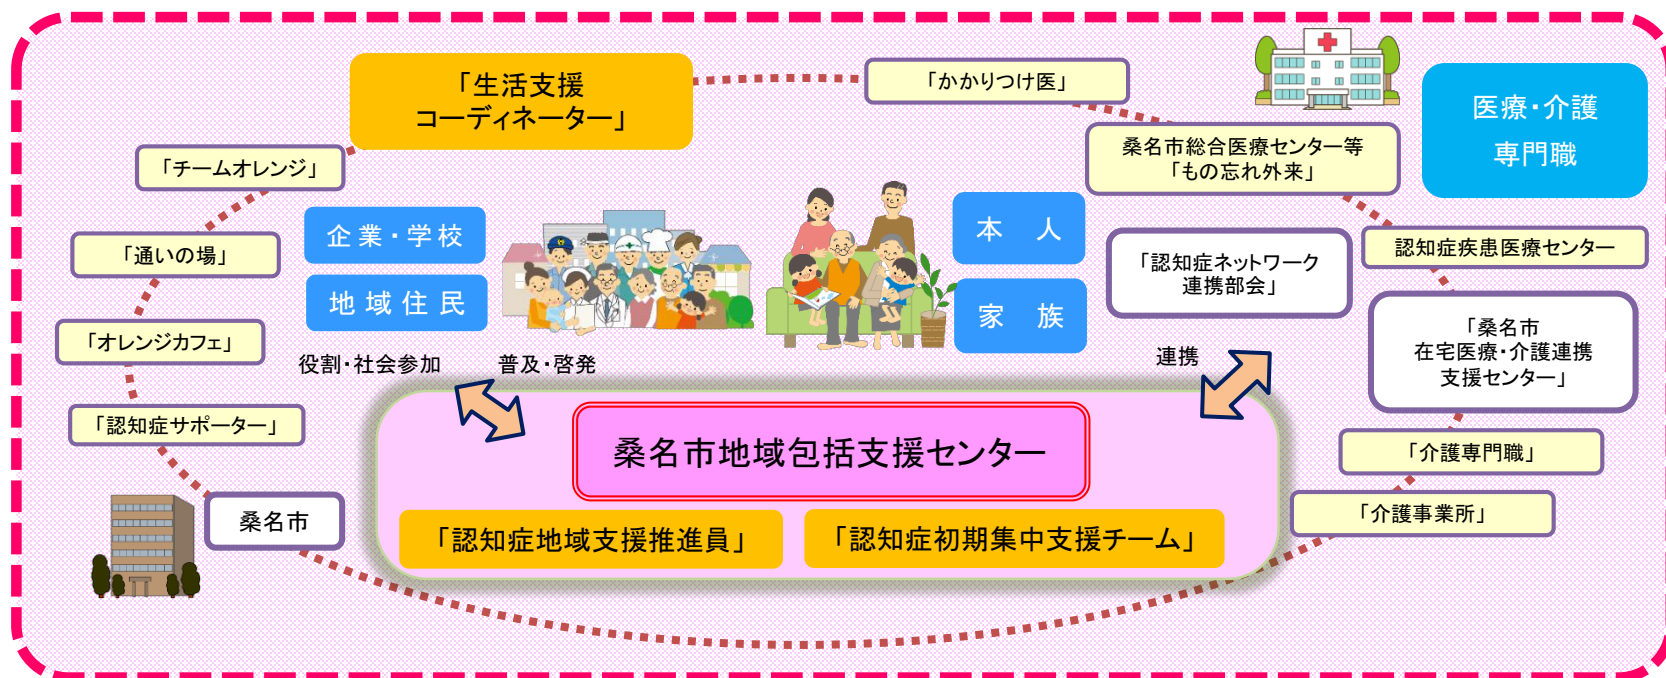 「生活支援
コーディネーター」
「かかりつけ医」
医療・介護
専門職
桑名市総合医療センター等
「もの忘れ外来」
「チームオレンジ」
企業・学校
本　人
「通いの場」
認知症疾患医療センター
「認知症ネットワーク
連携部会」
地域住民
家　族
「オレンジカフェ」
「桑名市
在宅医療・介護連携
支援センター」
役割・社会参加
普及・啓発
連携
「認知症サポーター」
桑名市地域包括支援センター
「介護専門職」
桑名市
「介護事業所」
「認知症地域支援推進員」
「認知症初期集中支援チーム」